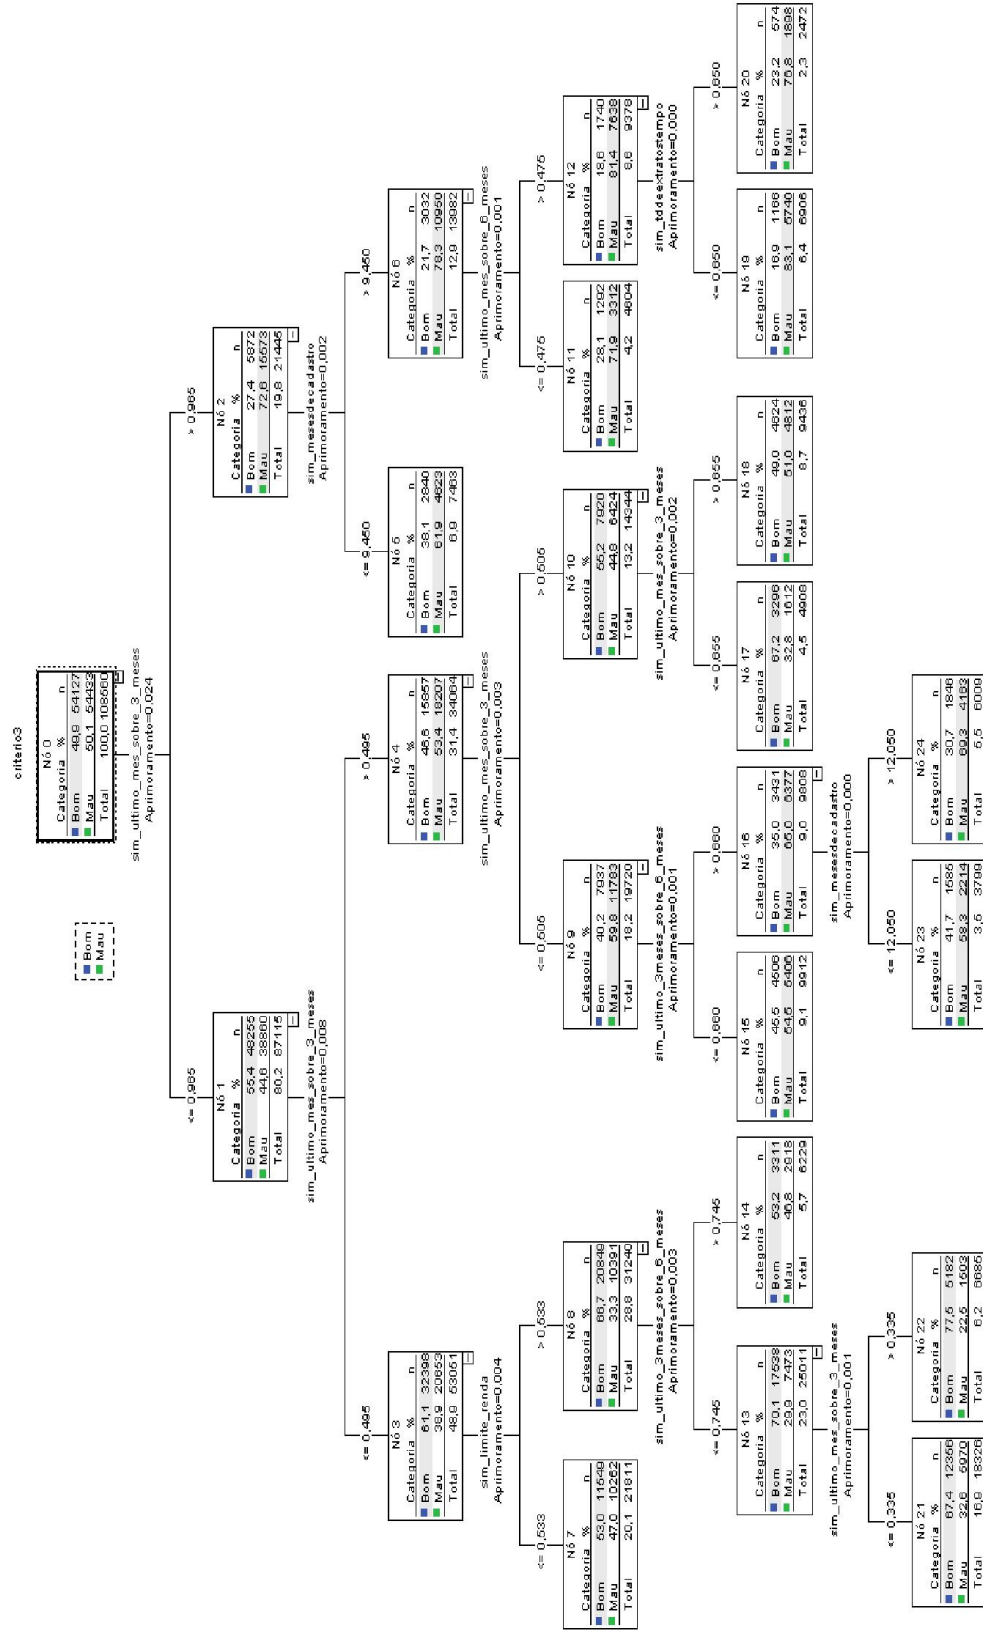 criterio3
Bom
Mau
Nó 0
Categoria % n
Bom 49,9 54127
Mau 50,1 54433
Total 100,0 108560
sim_ultimo_mes_sobre_3_meses
Aprimoramento=0,024
<= 0,965
> 0,965
Nó 1
Categoria % n
Bom 55,4 48255
Mau 44,6 38860
Total 80,2 87115
sim_ultimo_mes_sobre_3_meses
Aprimoramento=0,008
Nó 2
Categoria % n
Bom 27,4 5872
Mau 72,6 15573
Total 19,8 21445
sim_mesesdecadastro
Aprimoramento=0,002
<= 0,495
> 0,495
<= 9,450
> 9,450
Nó 3
Categoria % n
Bom 61,1 32398
Mau 38,9 20653
Total 48,9 53051
sim_limite_renda
Aprimoramento=0,004
Nó 4
Categoria % n
Bom 46,6 15857
Mau 53,4 18207
Total 31,4 34064
sim_ultimo_mes_sobre_3_meses
Aprimoramento=0,003
Nó 5
Categoria % n
Bom 38,1 2840
Mau 61,9 4623
Total 6,9 7463
Nó 6
Categoria % n
Bom 21,7 3032
Mau 78,3 10950
Total 12,9 13982
sim_ultimo_mes_sobre_6_meses
Aprimoramento=0,001
<= 0,533
> 0,533
<= 0,505
> 0,505
<= 0,475
> 0,475
Nó 7
Categoria % n
Bom 53,0 11549
Mau 47,0 10262
Total 20,1 21811
Nó 8
Categoria % n
Bom 66,7 20849
Mau 33,3 10391
Total 28,8 31240
sim_ultimo_3meses_sobre_6_meses
Aprimoramento=0,003
Nó 9
Categoria % n
Bom 40,2 7937
Mau 59,8 11783
Total 18,2 19720
sim_ultimo_3meses_sobre_6_meses
Aprimoramento=0,001
Nó 10
Categoria % n
Bom 55,2 7920
Mau 44,8 6424
Total 13,2 14344
sim_ultimo_mes_sobre_3_meses
Aprimoramento=0,002
Nó 11
Categoria % n
Bom 28,1 1292
Mau 71,9 3312
Total 4,2 4604
Nó 12
Categoria % n
Bom 18,6 1740
Mau 81,4 7638
Total 8,6 9378
sim_tddeextratostempo
Aprimoramento=0,000
<= 0,745
> 0,745
<= 0,660
> 0,660
<= 0,655
> 0,655
<= 0,650
> 0,650
Nó 13
Categoria % n
Bom 70,1 17538
Mau 29,9 7473
Total 23,0 25011
sim_ultimo_mes_sobre_3_meses
Aprimoramento=0,001
Nó 14
Categoria % n
Bom 53,2 3311
Mau 46,8 2918
Total 5,7 6229
Nó 15
Categoria % n
Bom 45,5 4506
Mau 54,5 5406
Total 9,1 9912
Nó 16
Categoria % n
Bom 35,0 3431
Mau 65,0 6377
Total 9,0 9808
sim_mesesdecadastro
Aprimoramento=0,000
Nó 17
Categoria % n
Bom 67,2 3296
Mau 32,8 1612
Total 4,5 4908
Nó 18
Categoria % n
Bom 49,0 4624
Mau 51,0 4812
Total 8,7 9436
Nó 19
Categoria % n
Bom 16,9 1166
Mau 83,1 5740
Total 6,4 6906
Nó 20
Categoria % n
Bom 23,2 574
Mau 76,8 1898
Total 2,3 2472
<= 0,335
> 0,335
<= 12,050
> 12,050
Nó 21
Categoria % n
Bom 67,4 12356
Mau 32,6 5970
Total 16,9 18326
Nó 22
Categoria % n
Bom 77,5 5182
Mau 22,5 1503
Total 6,2 6685
Nó 23
Categoria % n
Bom 41,7 1585
Mau 58,3 2214
Total 3,5 3799
Nó 24
Categoria % n
Bom 30,7 1846
Mau 69,3 4163
Total 5,5 6009